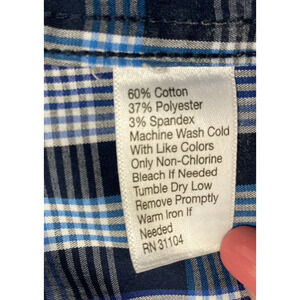 60% Cotton
37% Polyester
3% Spandex
Machine Wash Cold
With Like Colors
Only Non-Chlorine
Bleach If Needed
Tumble Dry Low
Remove Promptly
Warm Iron If
Needed
RN 31104